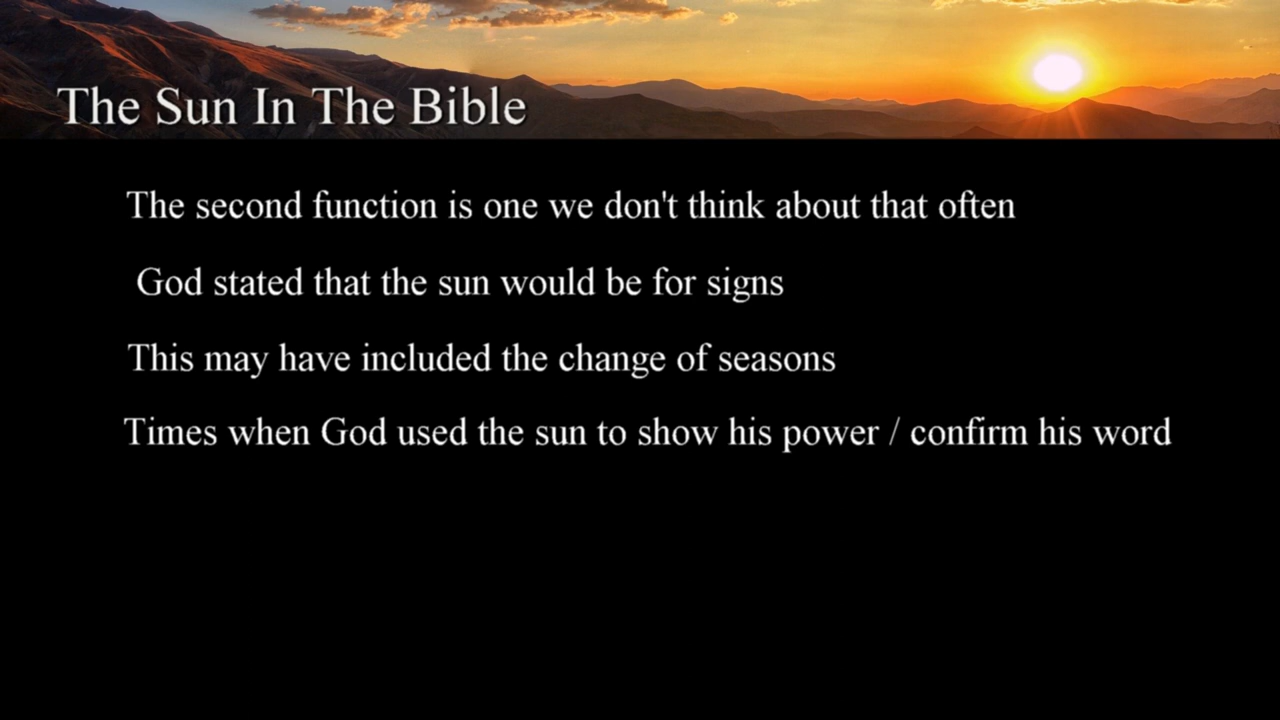 The Sun In The Bible
The second function is one we don't think about that often
God stated that the sun would be for signs
This may have included the change of seasons
Times when God used the sun to show his power / confirm his word